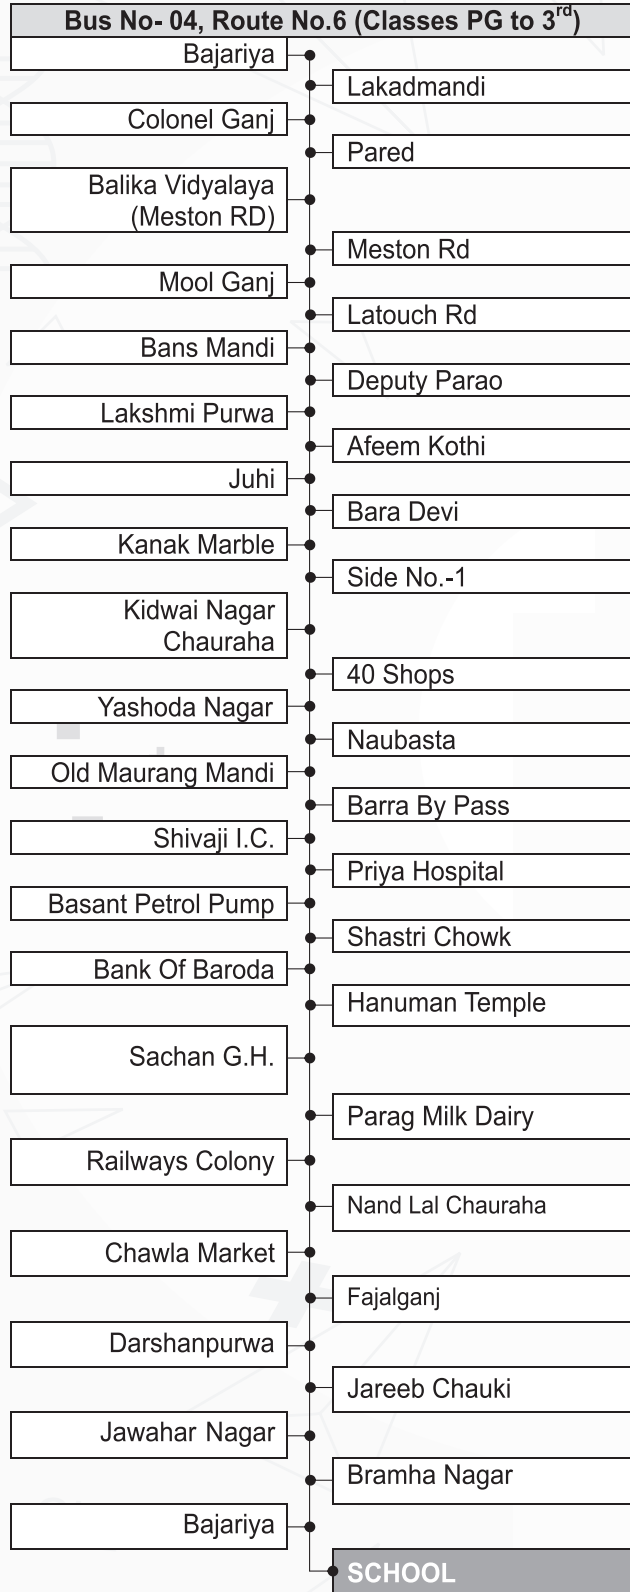 Bus No- 04, Route No.6 (Classes PG to 3rd)
Bajariya
Lakadmandi
Colonel Ganj
Pared
Balika Vidyalaya
(Meston RD)
Meston Rd
Mool Ganj
Latouch Rd
Bans Mandi
Deputy Parao
Lakshmi Purwa
Afeem Kothi
Juhi
Bara Devi
Kanak Marble
Side No.-1
Kidwai Nagar
Chauraha
40 Shops
Yashoda Nagar
Naubasta
Old Maurang Mandi
Barra By Pass
Shivaji I.C.
Priya Hospital
Basant Petrol Pump
Shastri Chowk
Bank Of Baroda
Hanuman Temple
Sachan G.H.
Parag Milk Dairy
Railways Colony
Nand Lal Chauraha
Chawla Market
Fajalganj
Darshanpurwa
Jareeb Chauki
Jawahar Nagar
Bramha Nagar
Bajariya
SCHOOL